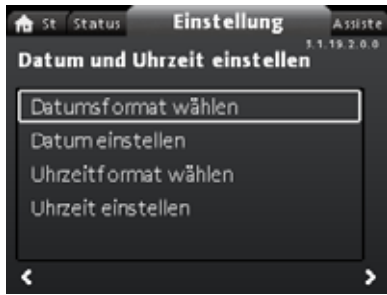 St Status Einstellung Assiste
3.1.19.2.0.0
Datum und Uhrzeit einstellen
Datumsformat wählen
Datum einstellen
Uhrzeitformat wählen
Uhrzeit einstellen